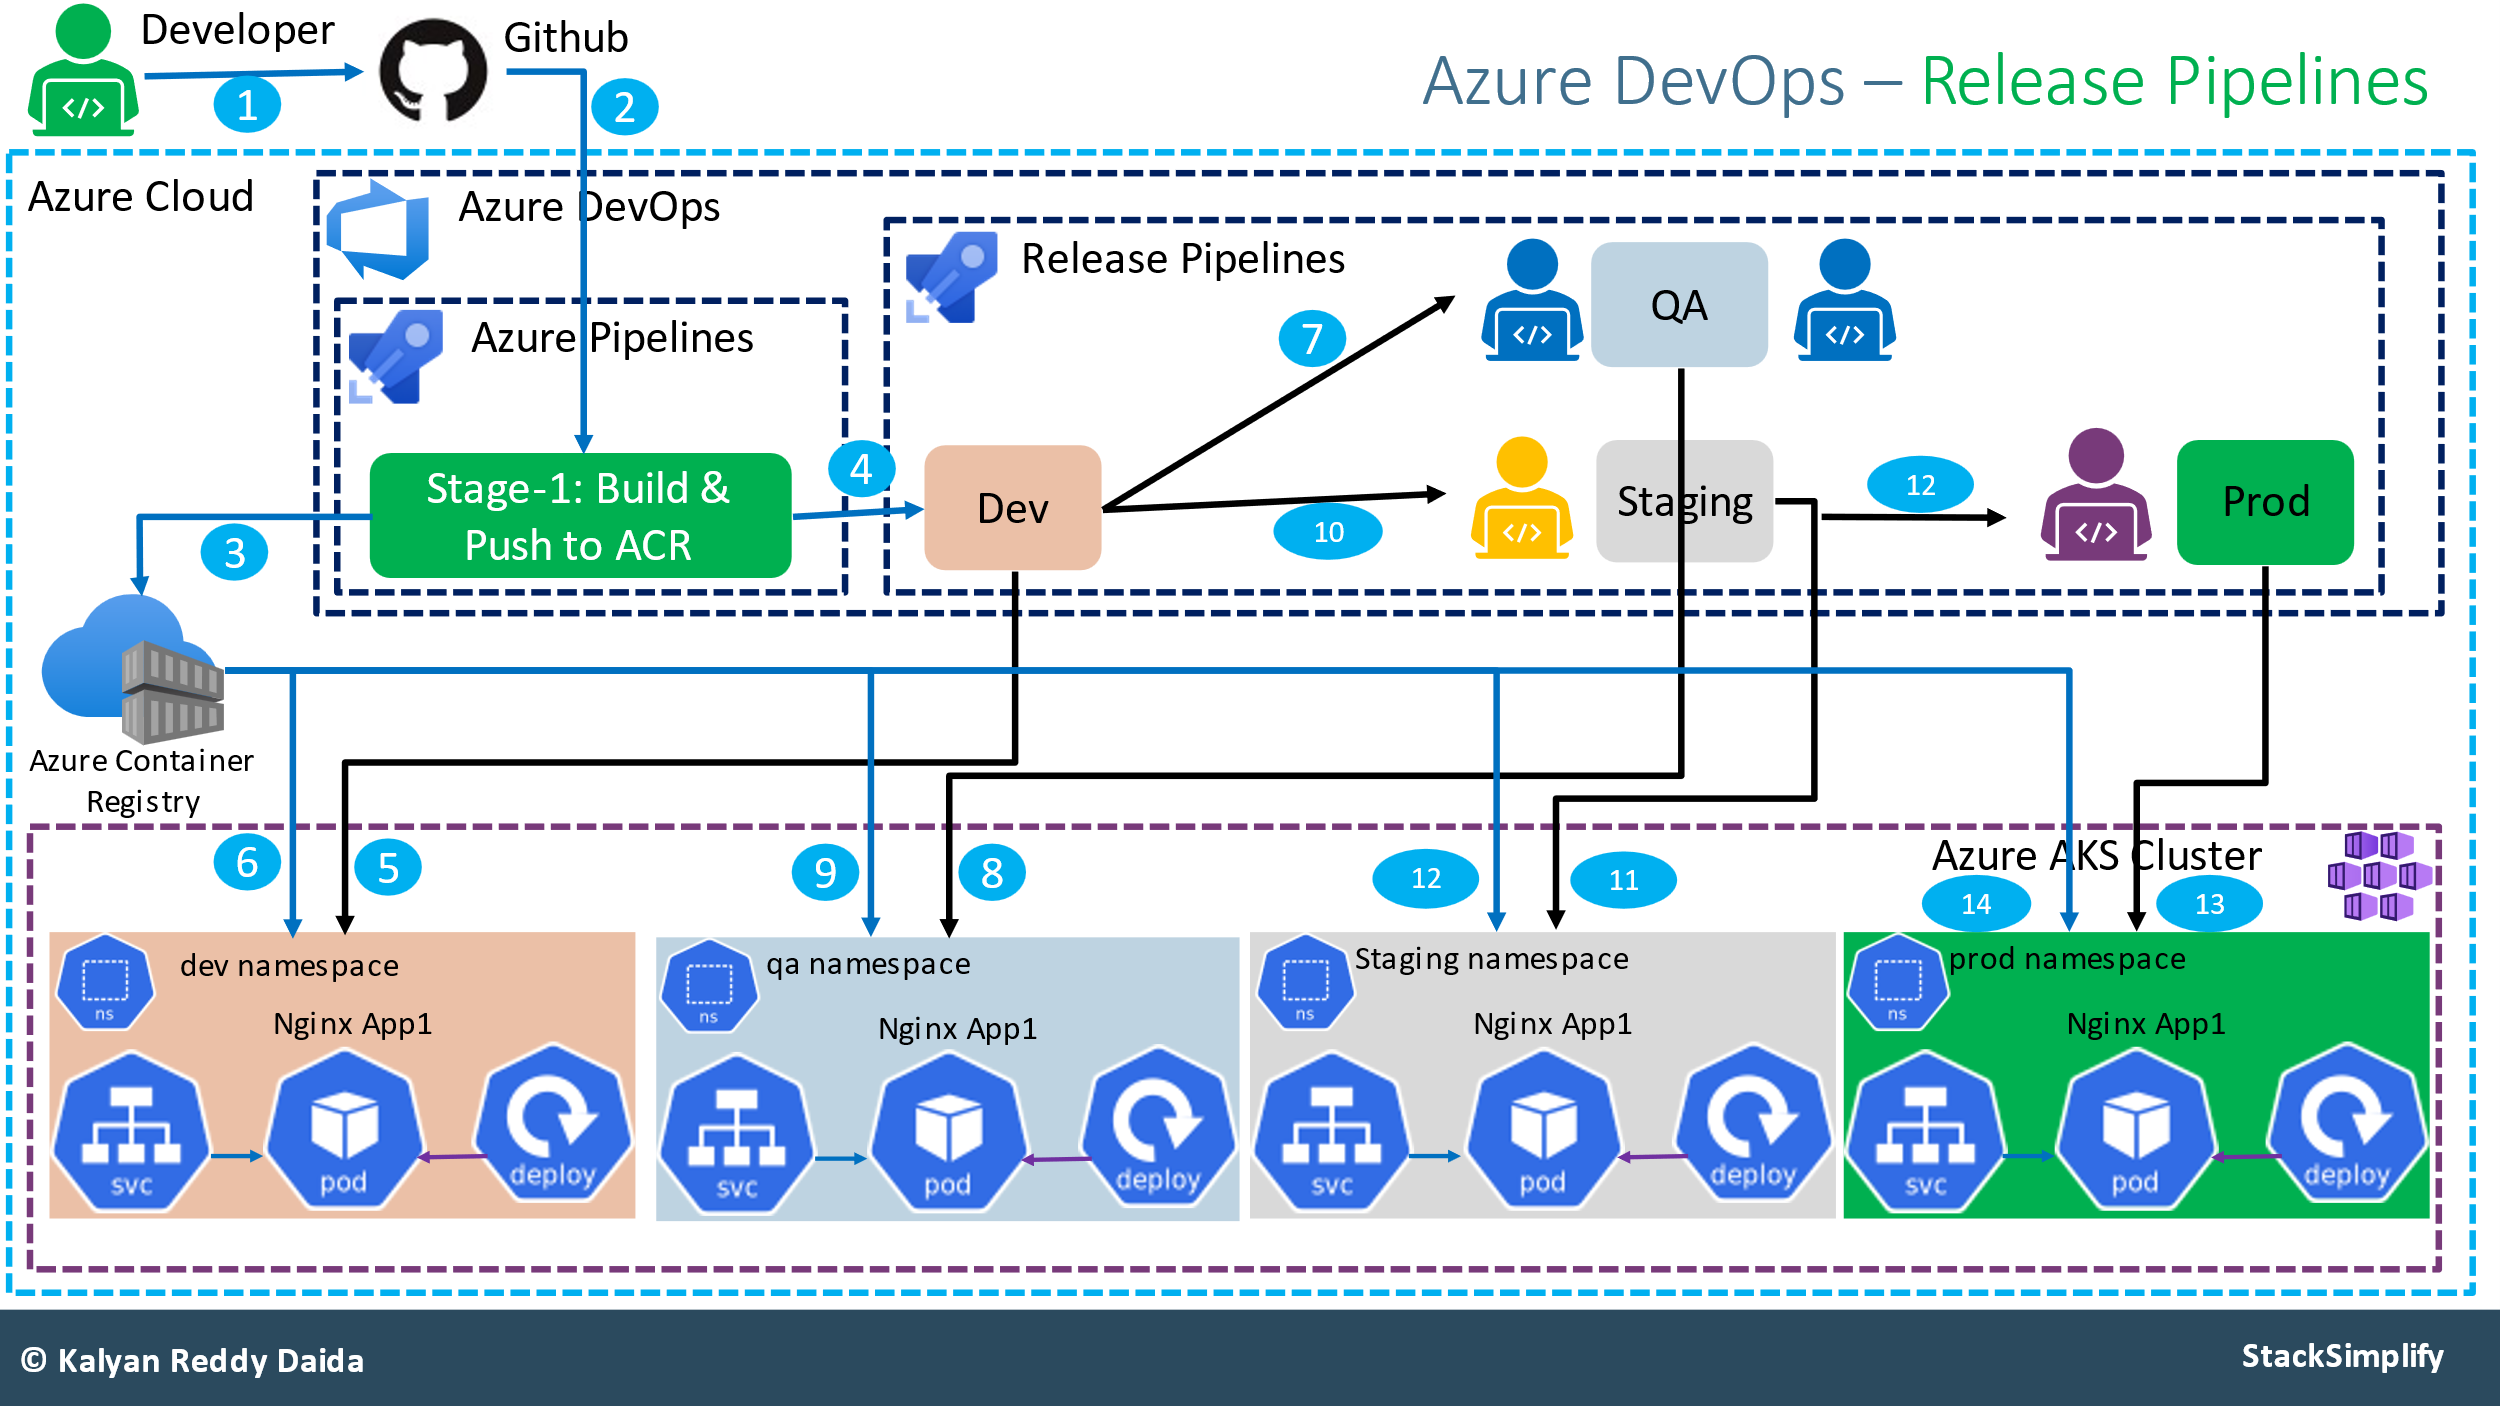 Developer
Github
1
2
Azure DevOps – Release Pipelines
Azure Cloud
Azure DevOps
Release Pipelines
QA
Azure Pipelines
7
4
Stage-1: Build &
Push to ACR
Dev
10
Staging
12
Prod
3
Azure Container
Registry
Azure AKS Cluster
6
5
9
8
12
11
14
13
ns
dev namespace
Nginx App1
svc
pod
deploy
ns
qa namespace
Nginx App1
svc
pod
deploy
ns
Staging namespace
Nginx App1
svc
pod
deploy
ns
prod namespace
Nginx App1
svc
pod
deploy
© Kalyan Reddy Daida
StackSimplify